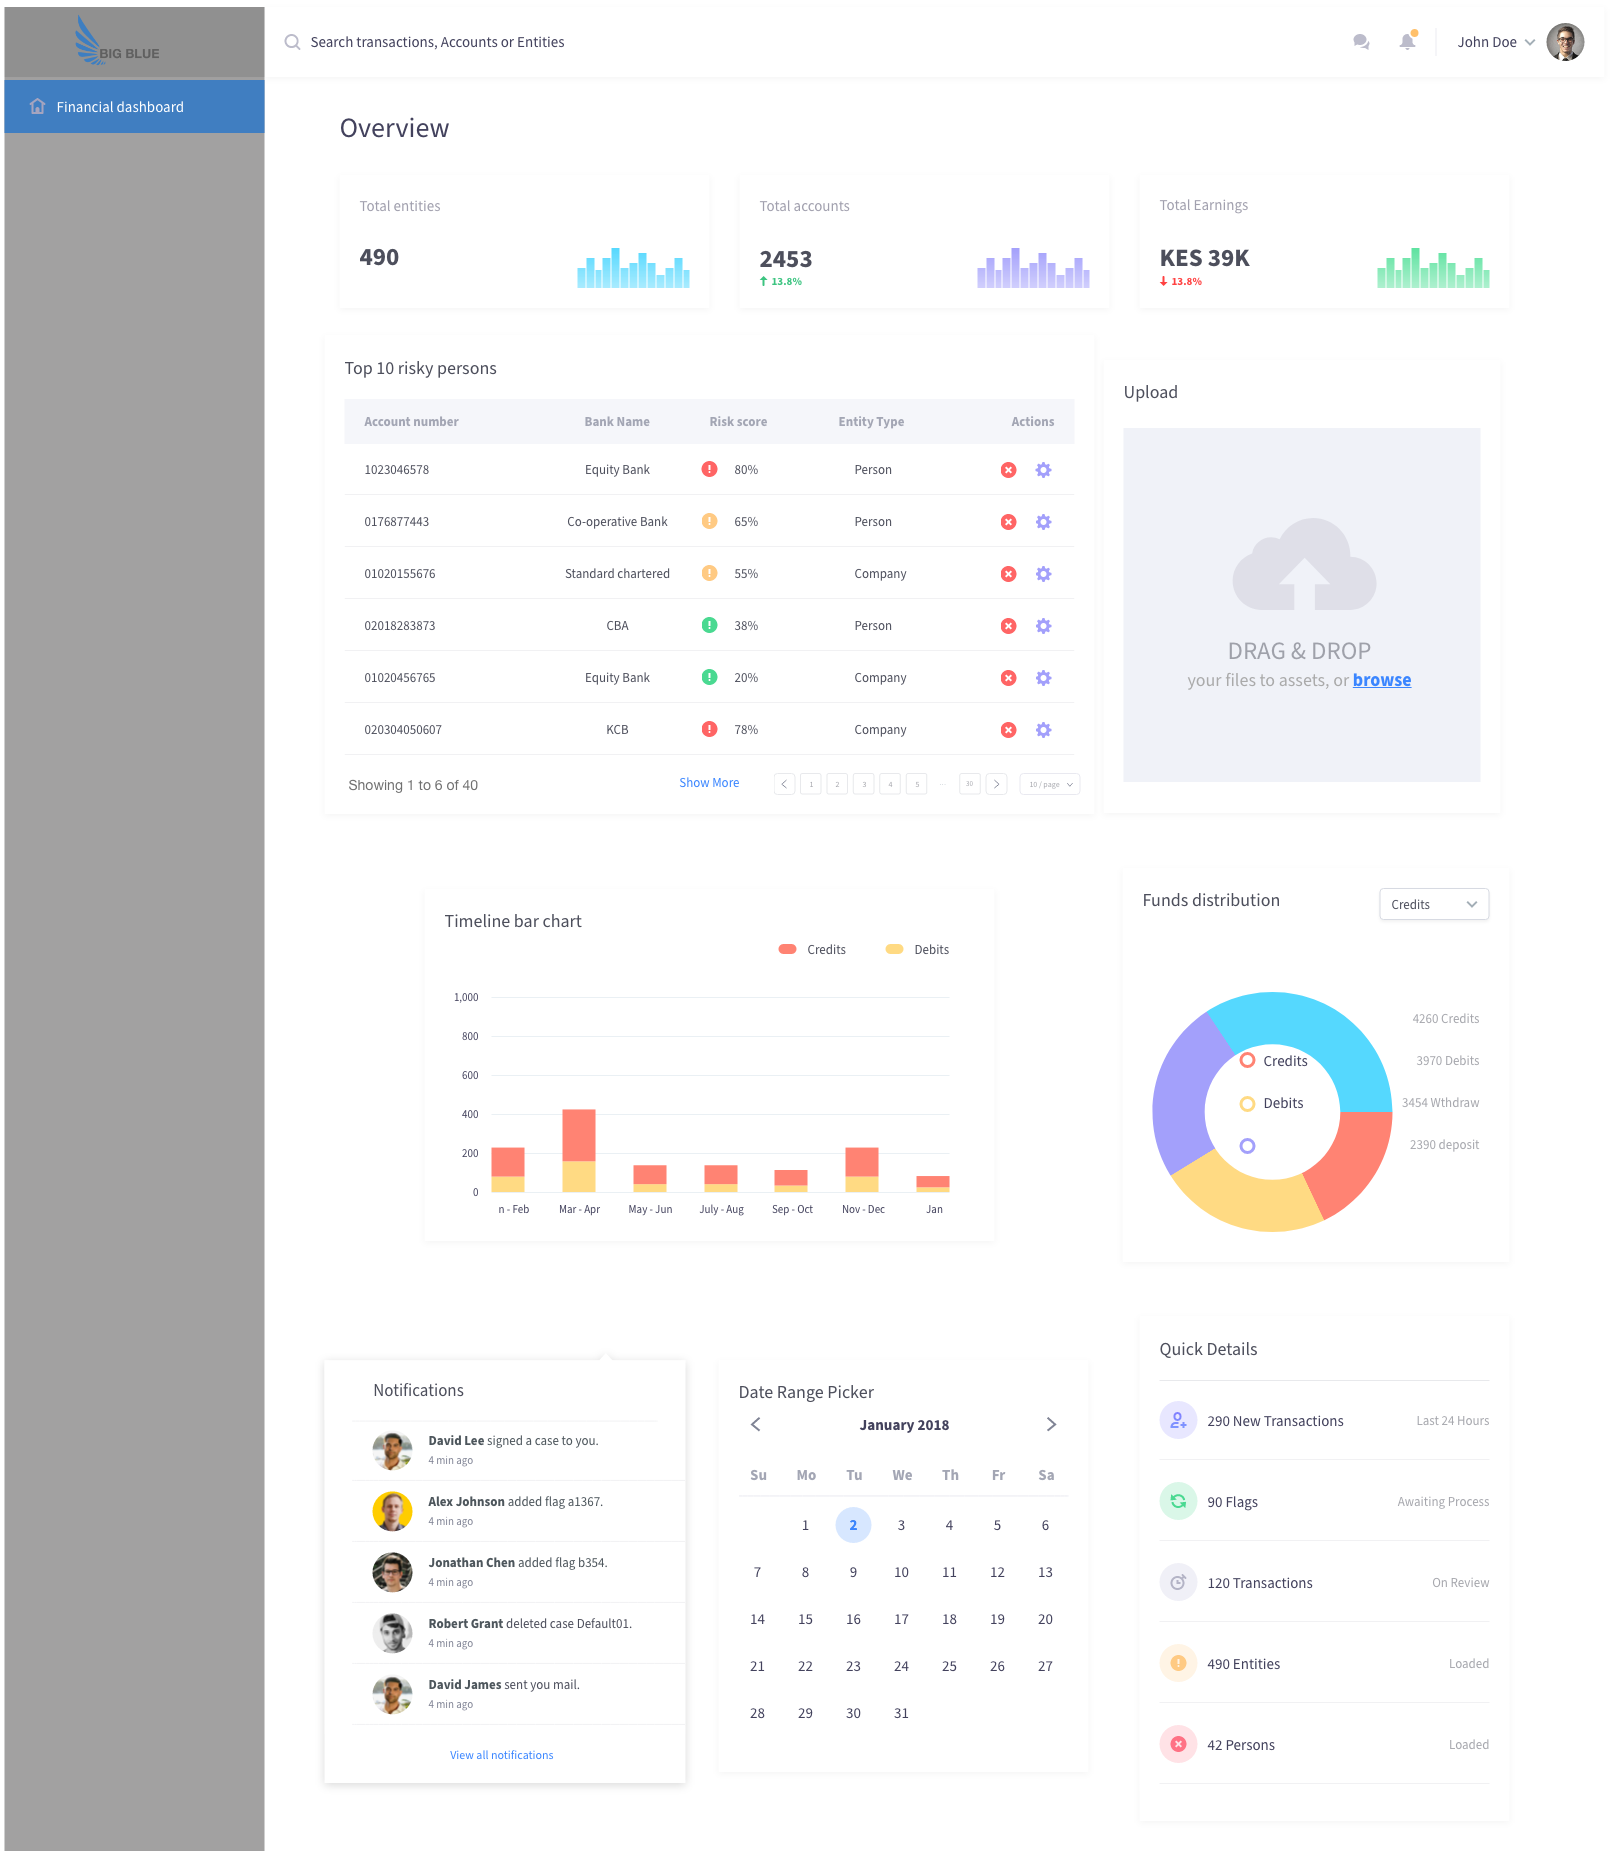 BIG BLUE
Search transactions, Accounts or Entities
John Doe
Financial dashboard
Overview
Total entities
490
Total accounts
2453
13.8%
Total Earnings
KES 39K
13.8%
Top 10 risky persons
Account number Bank Name Risk score Entity Type Actions
1023046578 Equity Bank 80% Person
0176877443 Co-operative Bank 65% Person
01020155676 Standard chartered 55% Company
02018283873 CBA 38% Person
01020456765 Equity Bank 20% Company
020304050607 KCB 78% Company
Showing 1 to 6 of 40 Show More 1 2 3 4 5 ··· 30 10 / page
Upload
DRAG & DROP
your files to assets, or browse
Timeline bar chart
Credits Debits
1,000
800
600
400
200
0
n - Feb Mar - Apr May - Jun July - Aug Sep - Oct Nov - Dec Jan
Funds distribution
Credits
Credits
Debits
4260 Credits
3970 Debits
3454 Wthdraw
2390 deposit
Notifications
David Lee signed a case to you.
4 min ago
Alex Johnson added flag a1367.
4 min ago
Jonathan Chen added flag b354.
4 min ago
Robert Grant deleted case Default01.
4 min ago
David James sent you mail.
4 min ago
View all notifications
Date Range Picker
January 2018
Su Mo Tu We Th Fr Sa
1 2 3 4 5 6
7 8 9 10 11 12 13
14 15 16 17 18 19 20
21 22 23 24 25 26 27
28 29 30 31
Quick Details
290 New Transactions Last 24 Hours
90 Flags Awaiting Process
120 Transactions On Review
490 Entities Loaded
42 Persons Loaded